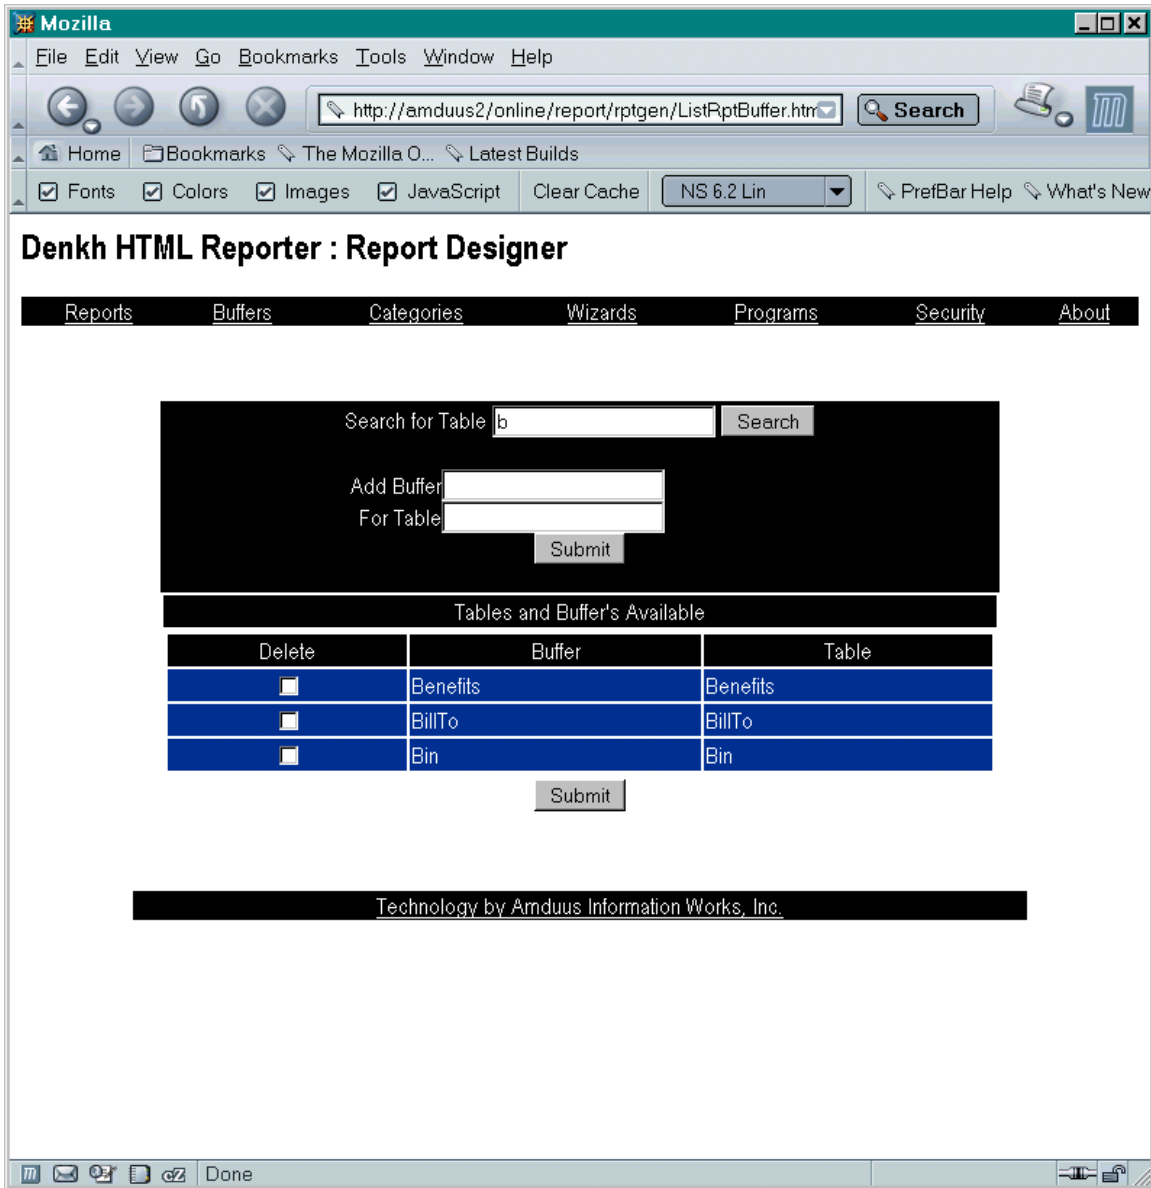 Mozilla
File Edit View Go Bookmarks Tools Window Help
http://amduus2/online/report/rptgen/ListRptBuffer.htm Search
Home Bookmarks The Mozilla O... Latest Builds
Fonts Colors Images JavaScript Clear Cache NS 6.2 Lin PrefBar Help What's New
Denkh HTML Reporter : Report Designer
Reports Buffers Categories Wizards Programs Security About
Search for Table b Search
Add Buffer
For Table
Submit
Tables and Buffer's Available
Delete Buffer Table
Benefits Benefits
BillTo BillTo
Bin Bin
Submit
Technology by Amduus Information Works, Inc.
Done